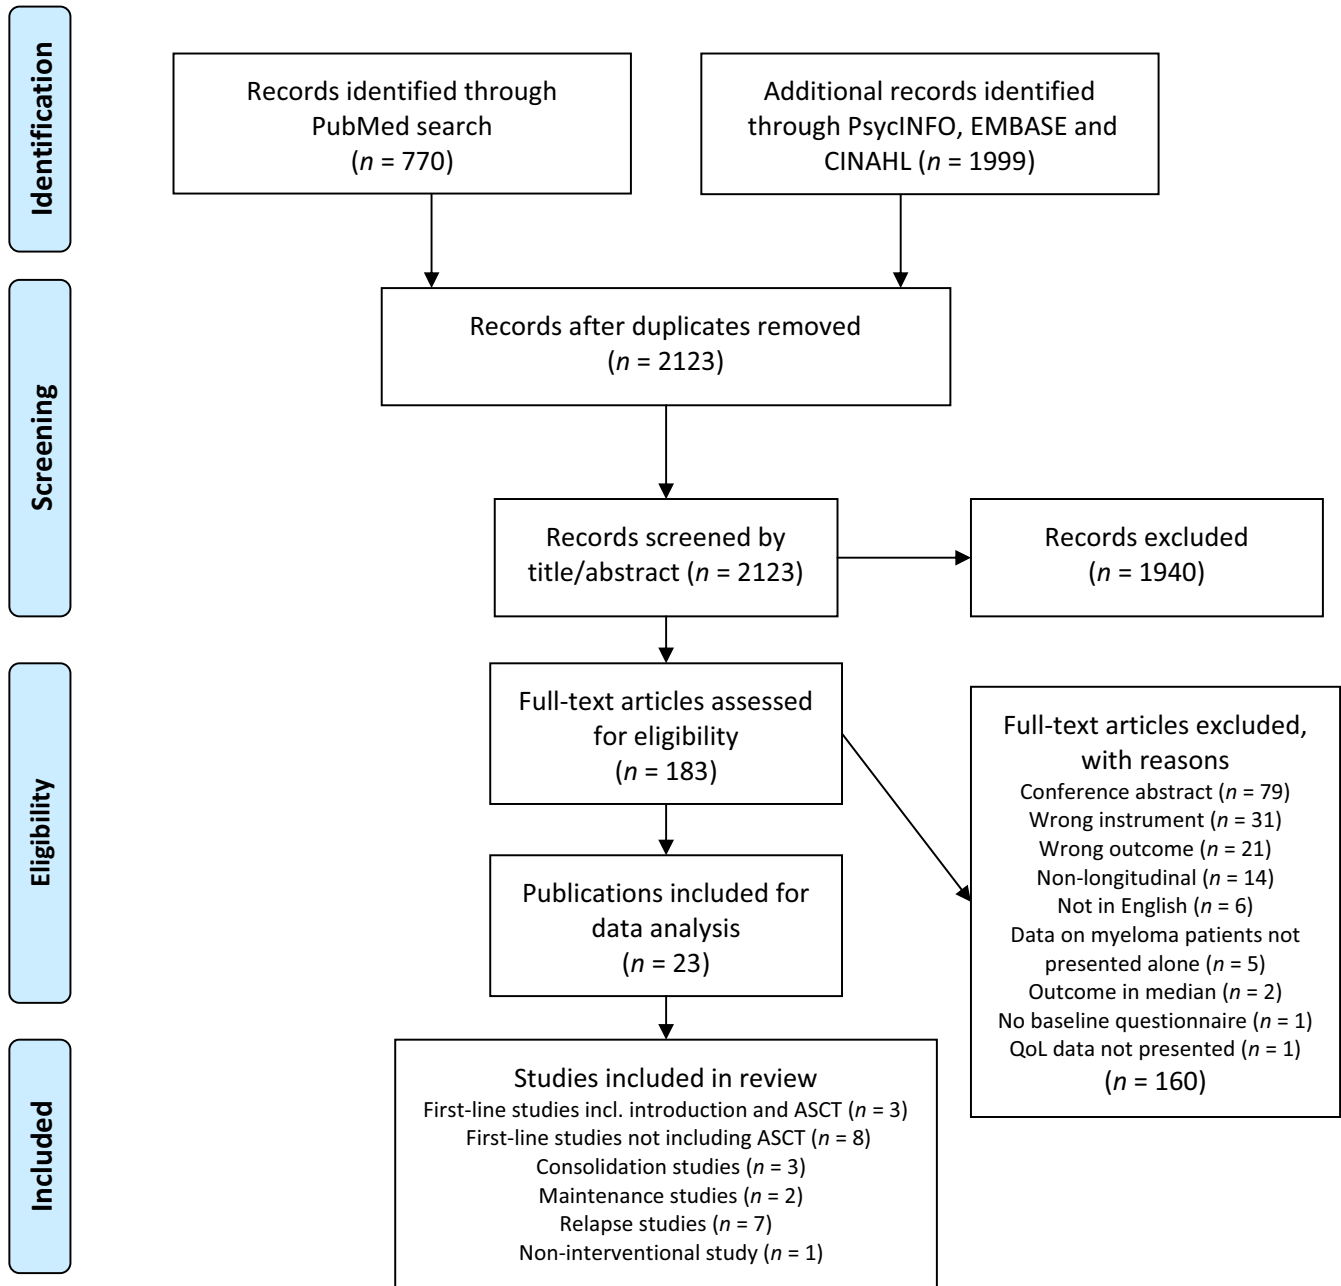 Identification
Records identified through
PubMed search
(n = 770)
Additional records identified
through PsycINFO, EMBASE and
CINAHL (n = 1999)
Screening
Records after duplicates removed
(n = 2123)
Records screened by
title/abstract (n = 2123)
Records excluded
(n = 1940)
Eligibility
Full-text articles assessed
for eligibility
(n = 183)
Full-text articles excluded,
with reasons
Conference abstract (n = 79)
Wrong instrument (n = 31)
Wrong outcome (n = 21)
Non-longitudinal (n = 14)
Not in English (n = 6)
Data on myeloma patients not
presented alone (n = 5)
Outcome in median (n = 2)
No baseline questionnaire (n = 1)
QoL data not presented (n = 1)
(n = 160)
Publications included for
data analysis
(n = 23)
Included
Studies included in review
First-line studies incl. introduction and ASCT (n = 3)
First-line studies not including ASCT (n = 8)
Consolidation studies (n = 3)
Maintenance studies (n = 2)
Relapse studies (n = 7)
Non-interventional study (n = 1)